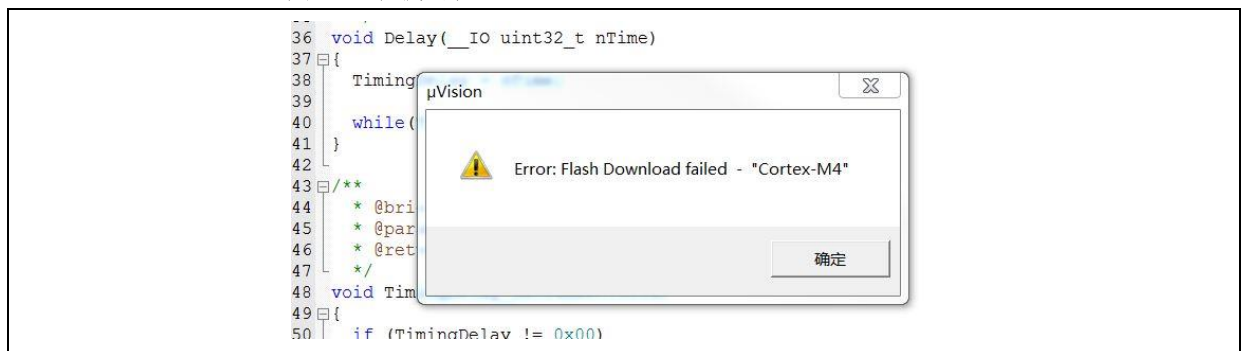 36 void Delay(__IO uint32_t nTime)
37 {
38 Timing
39
40 while(
41 }
42
43 /**
44 * @bri
45 * @par
46 * @ret
47 */
48 void Tim
49 {
50 if (TimingDelay != 0x00)
µVision
Error: Flash Download failed - "Cortex-M4"
确定